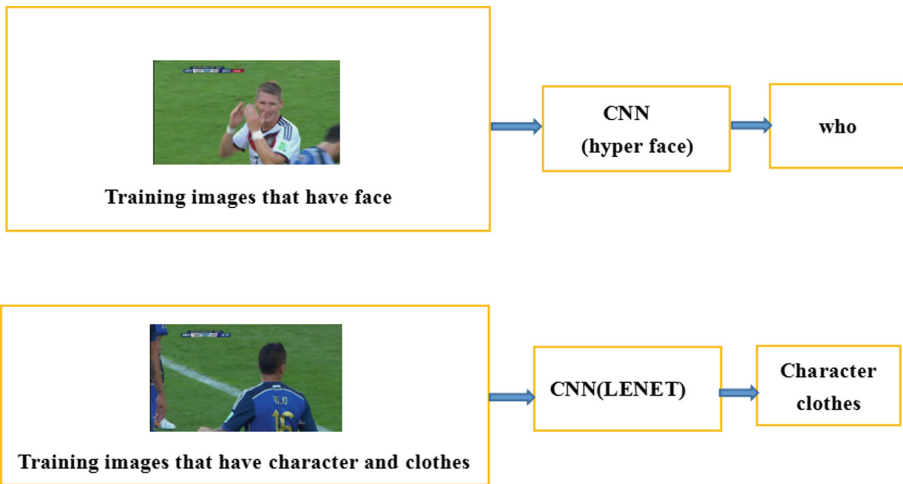 Training images that have face
CNN
(hyper face)
who
16
Training images that have character and clothes
CNN(LENET)
Character
clothes